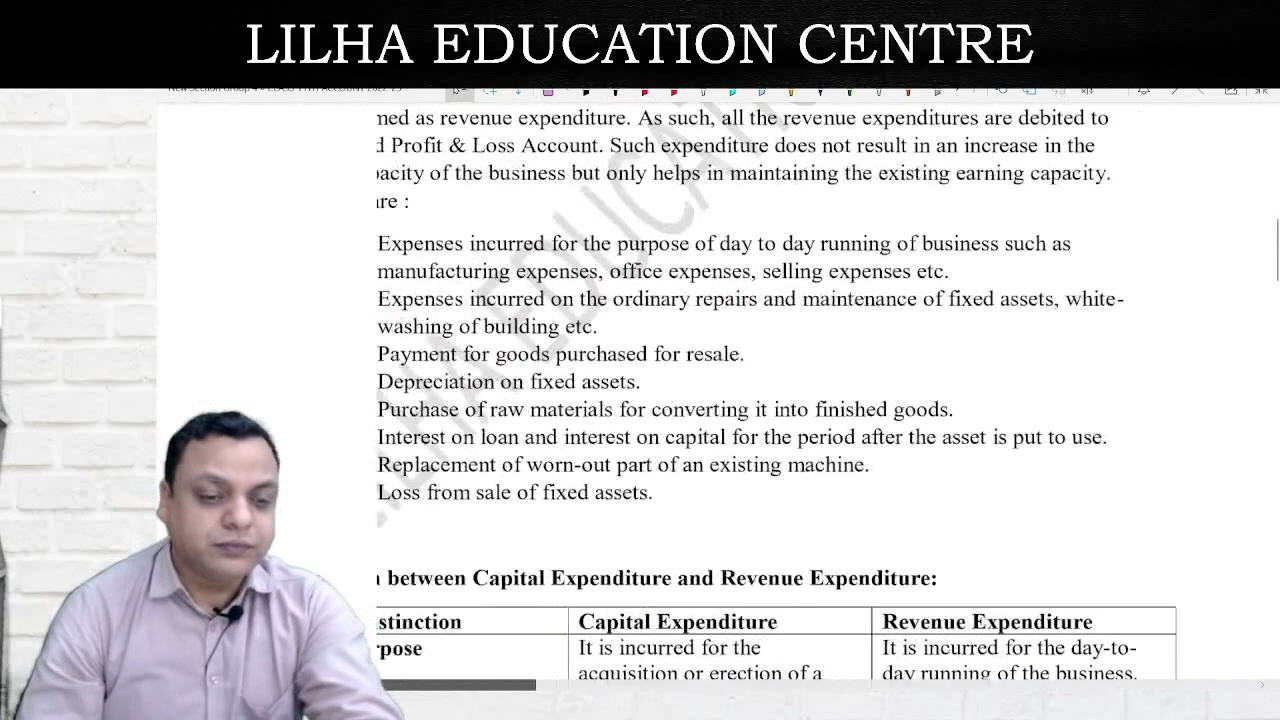 LILHA EDUCATION CENTRE
as revenue expenditure. As such, all the revenue expenditures are debited to
Profit & Loss Account. Such expenditure does not result in an increase in the
of the business but only helps in maintaining the existing earning capacity.
:
Expenses incurred for the purpose of day to day running of business such as
manufacturing expenses, office expenses, selling expenses etc.
Expenses incurred on the ordinary repairs and maintenance of fixed assets, white-
washing of building etc.
Payment for goods purchased for resale.
Depreciation on fixed assets.
Purchase of raw materials for converting it into finished goods.
Interest on loan and interest on capital for the period after the asset is put to use.
Replacement of worn-out part of an existing machine.
Loss from sale of fixed assets.
between Capital Expenditure and Revenue Expenditure:
stinction Capital Expenditure Revenue Expenditure
rpose It is incurred for the It is incurred for the day-to-
acquisition or erection of a day running of the business.